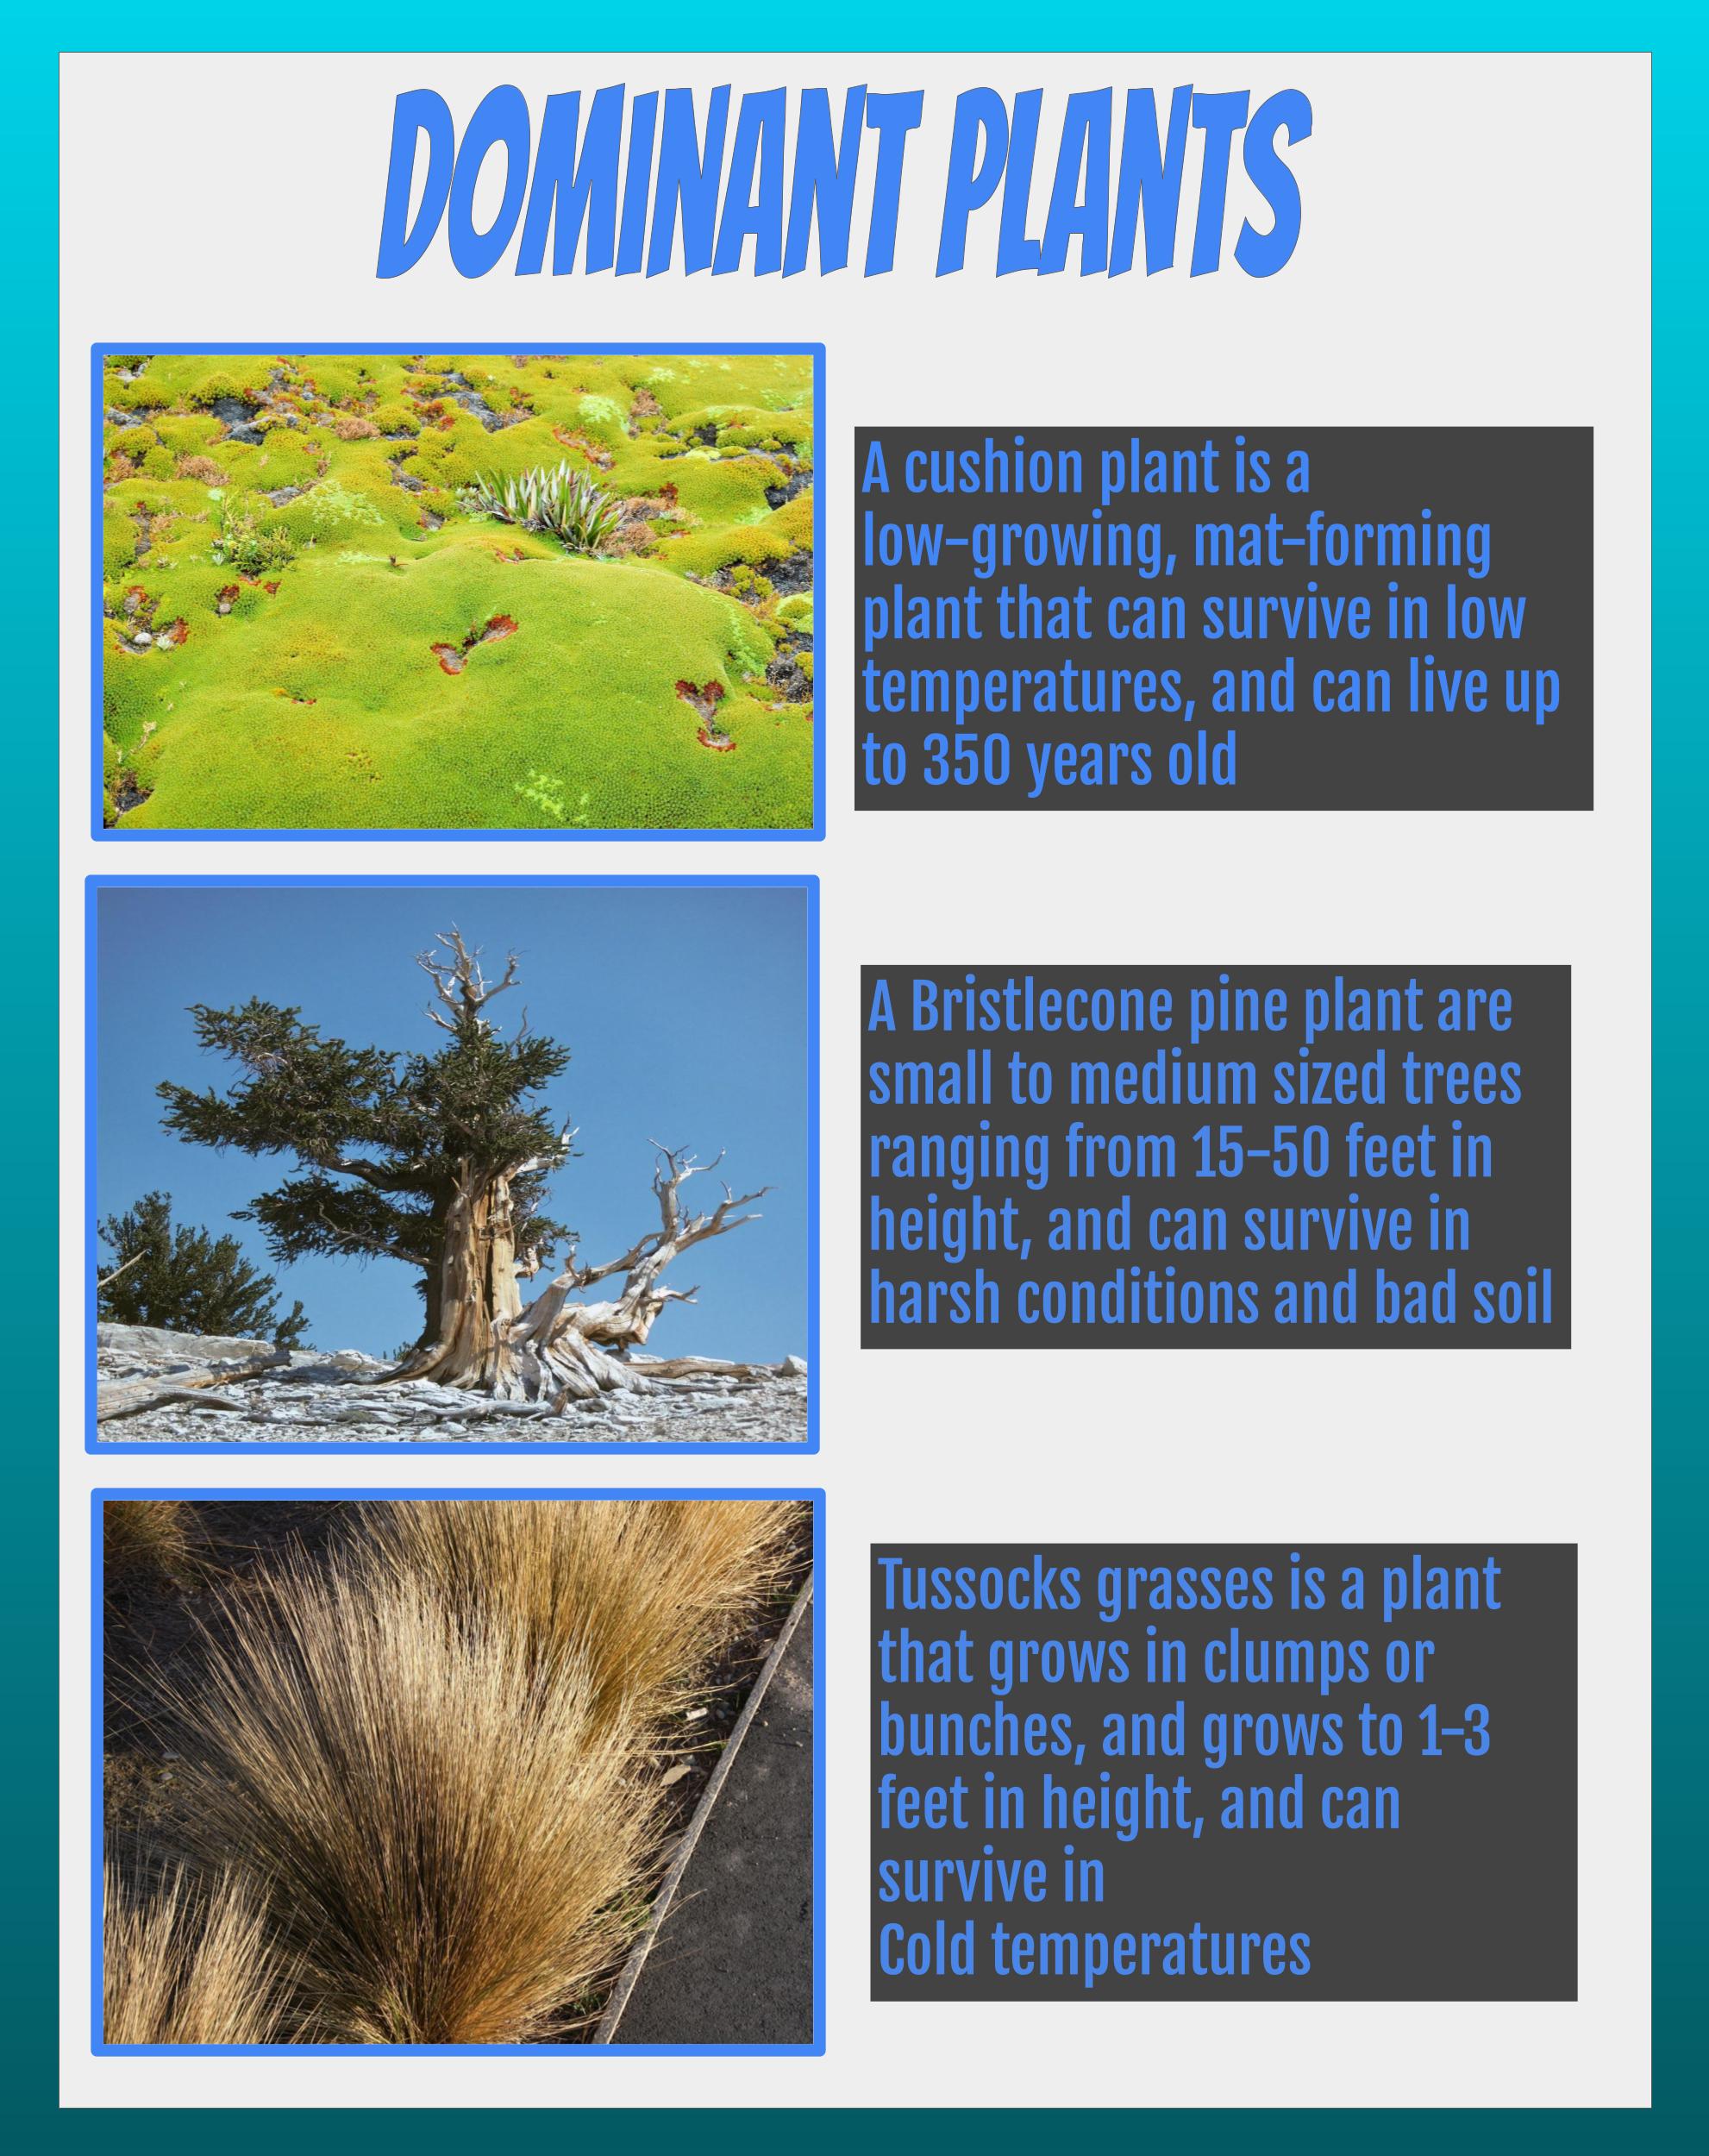 DOMINANT PLANTS
A cushion plant is a
low-growing, mat-forming
plant that can survive in low
temperatures, and can live up
to 350 years old
A Bristlecone pine plant are
small to medium sized trees
ranging from 15-50 feet in
height, and can survive in
harsh conditions and bad soil
Tussocks grasses is a plant
that grows in clumps or
bunches, and grows to 1-3
feet in height, and can
survive in
Cold temperatures